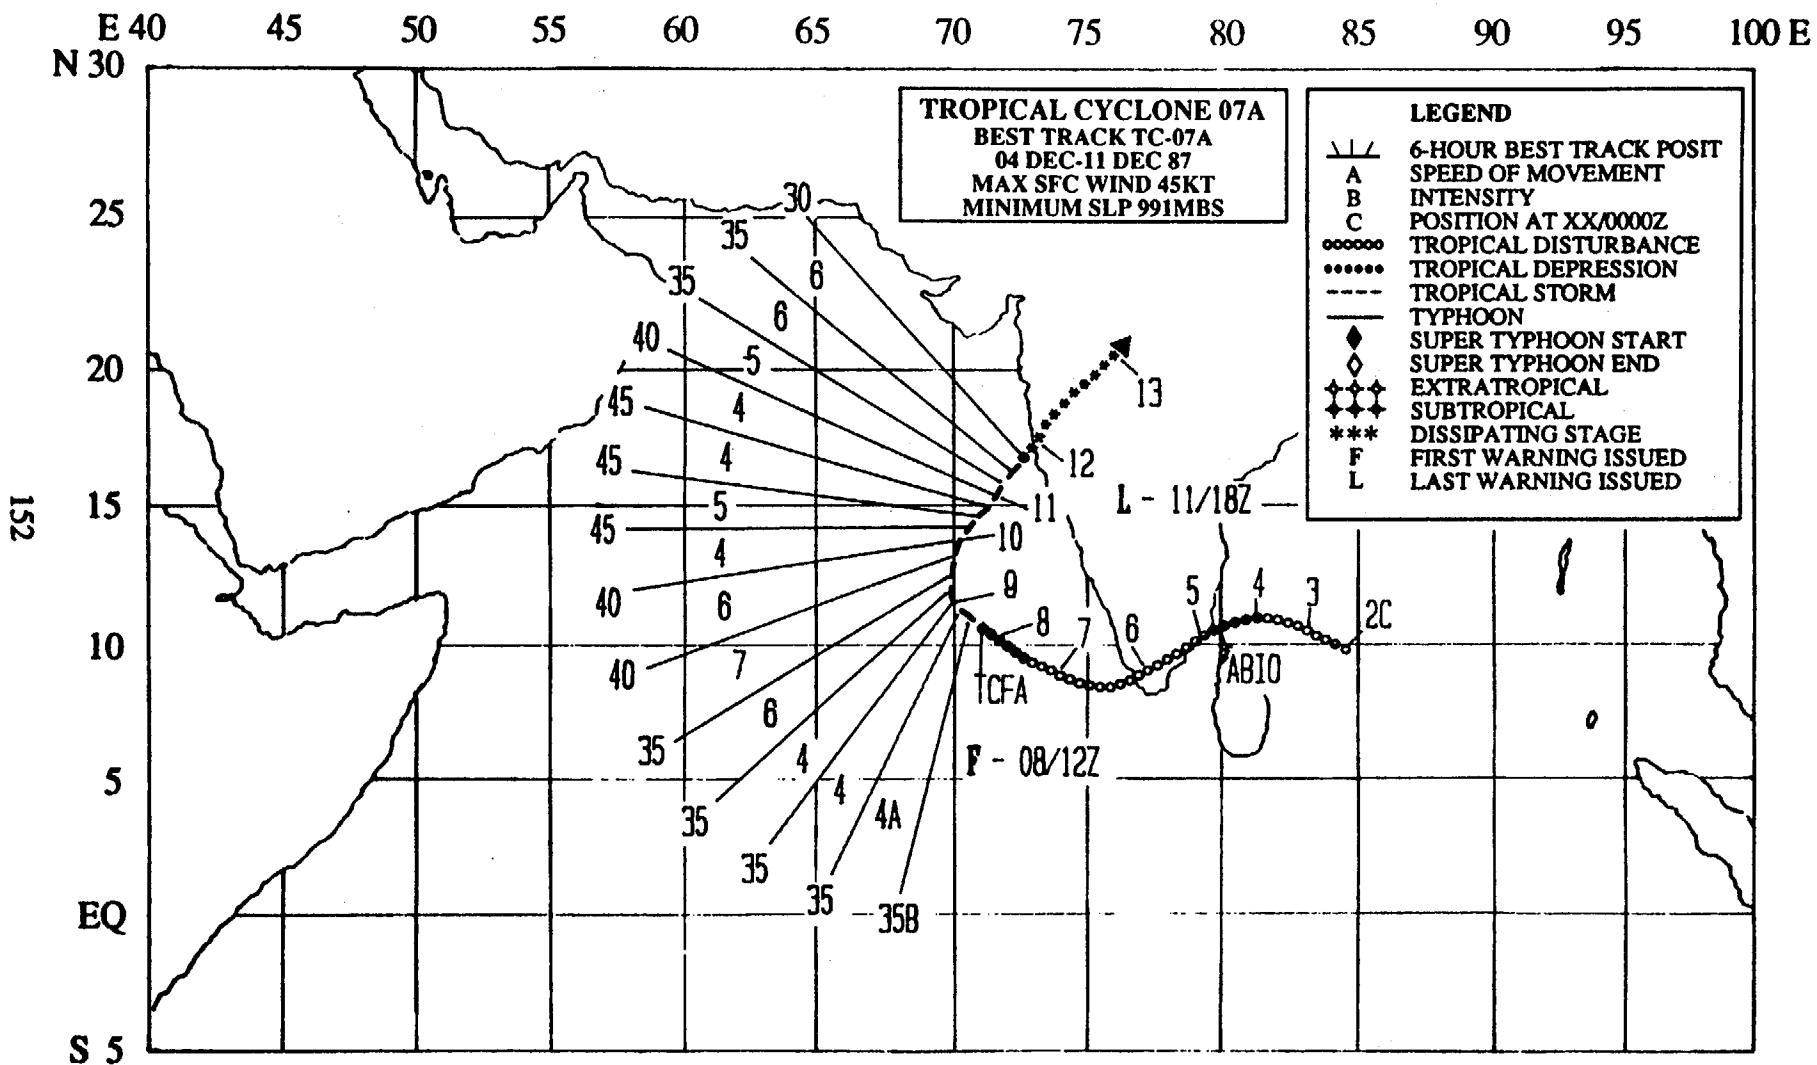 E 40 45 50 55 60 65 70 75 80 85 90 95 100 E
N 30
25
20
15
10
5
EQ
S 5
152
TROPICAL CYCLONE 07A
BEST TRACK TC-07A
04 DEC-11 DEC 87
MAX SFC WIND 45KT
MINIMUM SLP 991MBS
LEGEND
6-HOUR BEST TRACK POSIT
A SPEED OF MOVEMENT
B INTENSITY
C POSITION AT XX/0000Z
TROPICAL DISTURBANCE
TROPICAL DEPRESSION
TROPICAL STORM
TYPHOON
SUPER TYPHOON START
SUPER TYPHOON END
EXTRATROPICAL
SUBTROPICAL
*** DISSIPATING STAGE
F FIRST WARNING ISSUED
L LAST WARNING ISSUED
30
35
35
40
45
45
45
40
40
35
35
35
35
35B
6
6
5
4
4
5
4
6
7
6
4
4
4A
13
12
11
10
9
8
7
6
5
4
3
2C
L - 11/18Z
ABIO
TCFA
F - 08/12Z